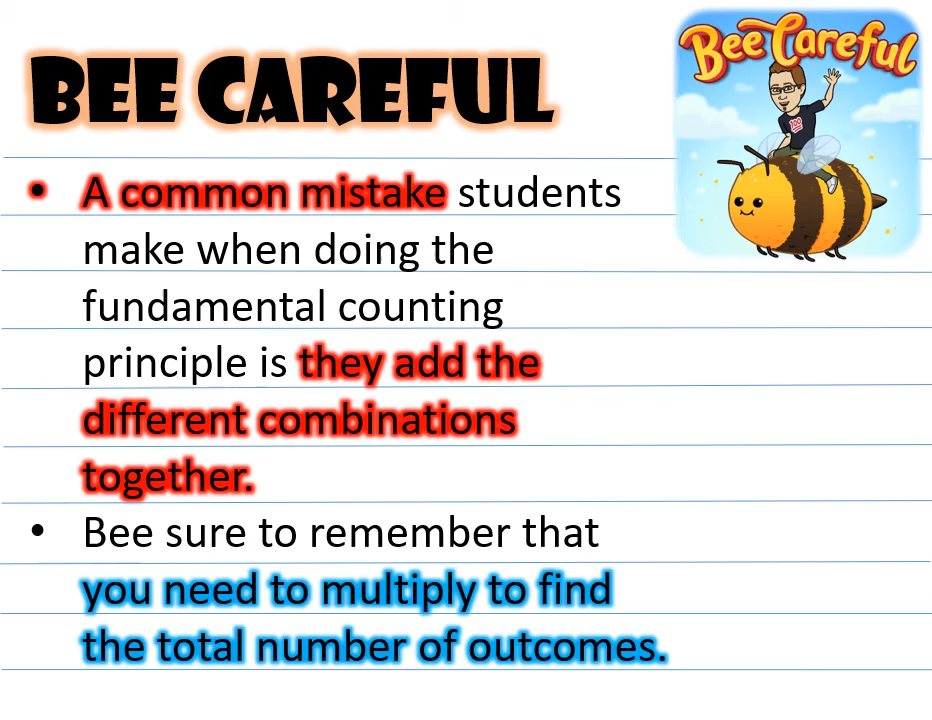 BEE CAREFUL
Bee Careful
100
• A common mistake students
make when doing the
fundamental counting
principle is they add the
different combinations
together.
• Bee sure to remember that
you need to multiply to find
the total number of outcomes.